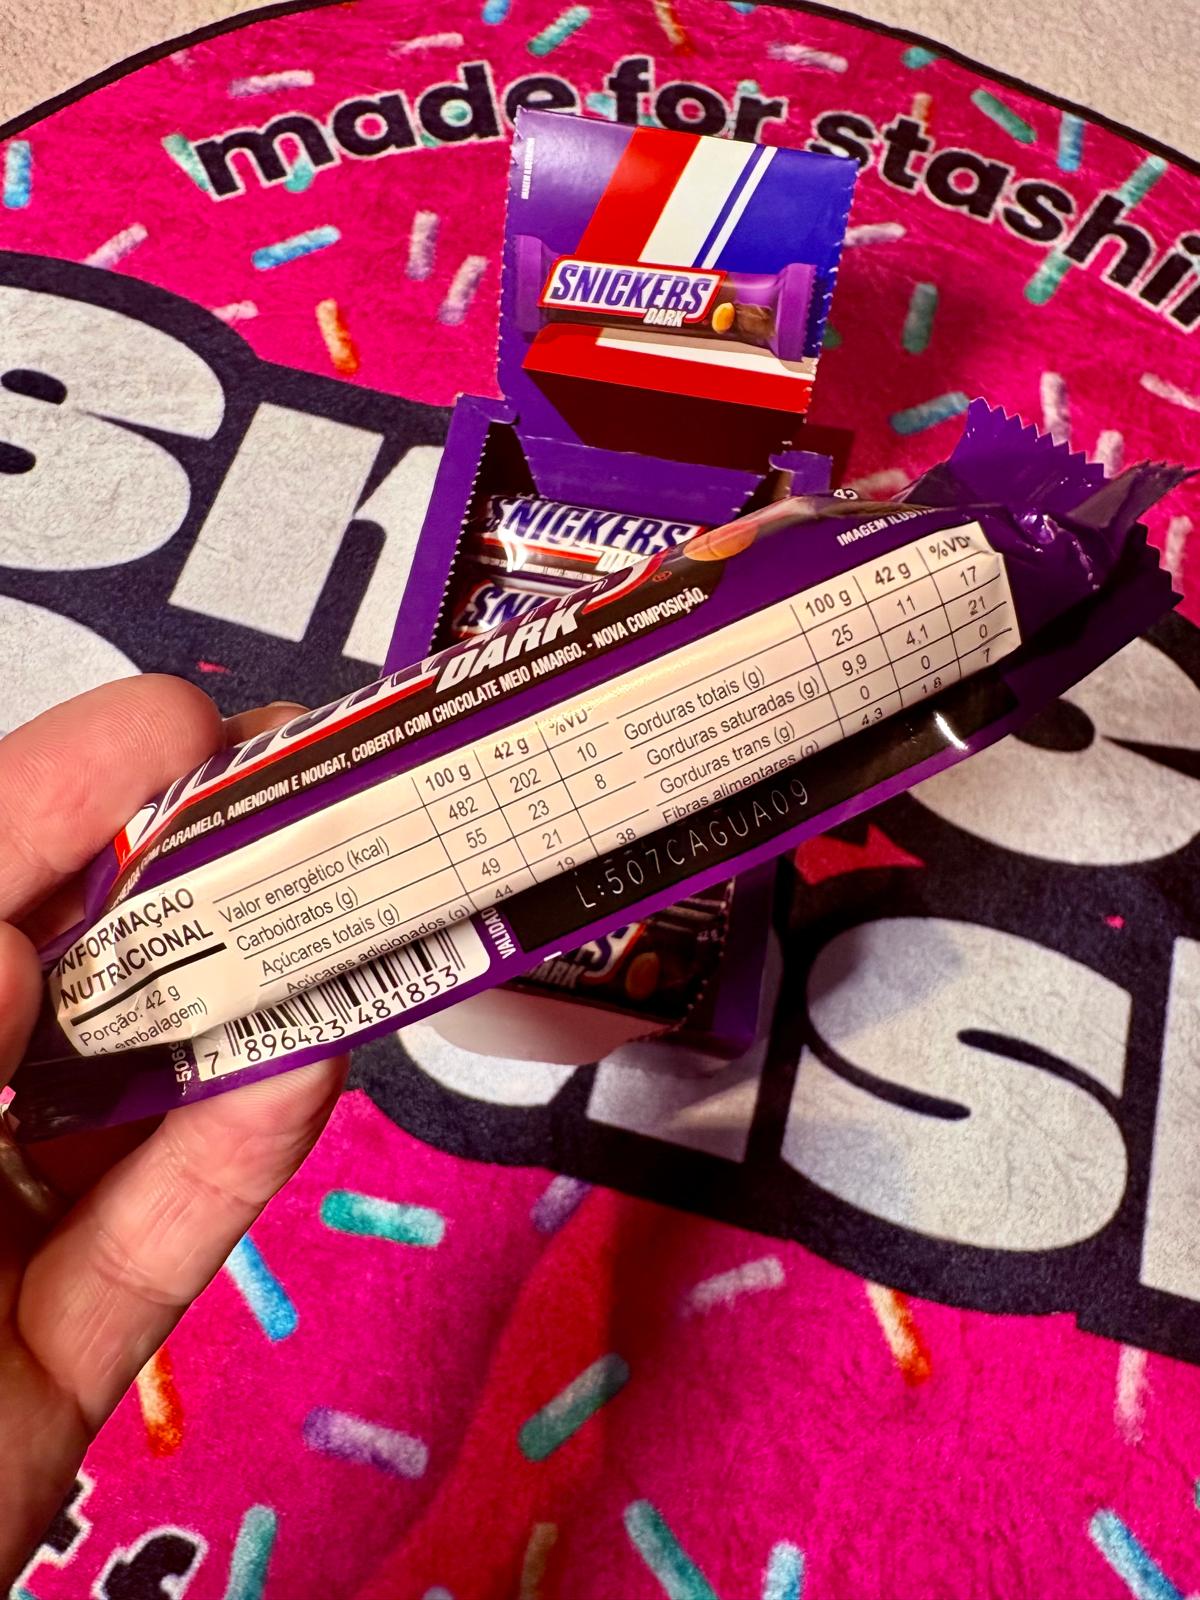 made for stashi
IMAGEM ILUSTRATIVA
SNICKERS
DARK
SNICKERS
DARK
IMAGEM
DARK
CARAMELO, AMENDOIM E NOUGAT, COBERTA COM CHOCOLATE MEIO AMARGO. - NOVA COMPOSIÇÃO.
INFORMAÇÃO
NUTRICIONAL
Porção: 42 g
(1 embalagem)
100 g 42 g %VD*
Valor energético (kcal) 482 202 10
Carboidratos (g) 55 23 8
Açúcares totais (g) 49 21
Açúcares adicionados (g) 44 19 38
100 g 42 g %VD*
Gorduras totais (g) 25 11 17
Gorduras saturadas (g) 9,9 4,1 21
Gorduras trans (g) 0 0 0
Fibras alimentares (g) 4,3 1,8 7
L:507CAGUA09
7 896423 481853
DARK